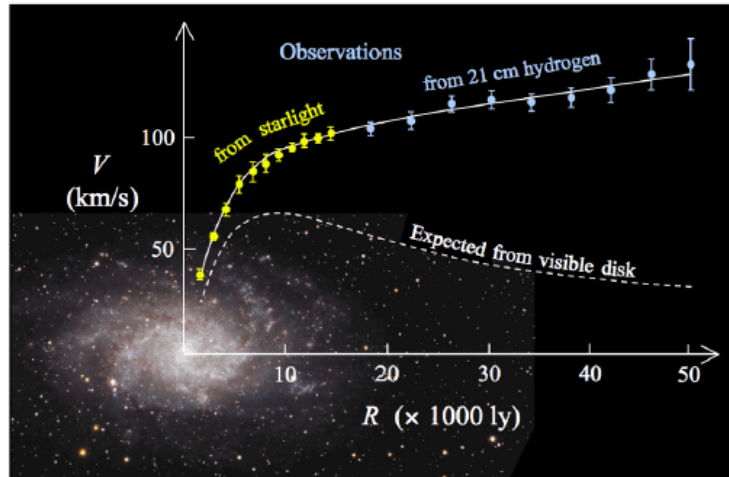 Observations
from 21 cm hydrogen
from starlight
100
V
(km/s)
50
Expected from visible disk
10
20
30
40
50
R (× 1000 ly)